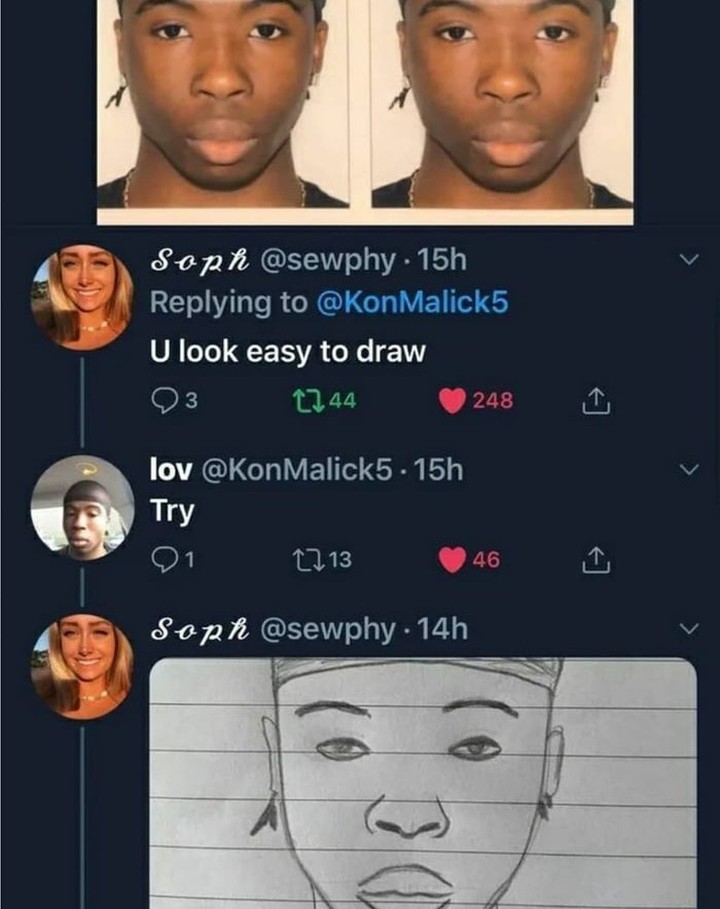 Soph @sewphy · 15h
Replying to @KonMalick5
U look easy to draw
3 44 248
lov @KonMalick5 · 15h
Try
1 13 46
Soph @sewphy · 14h